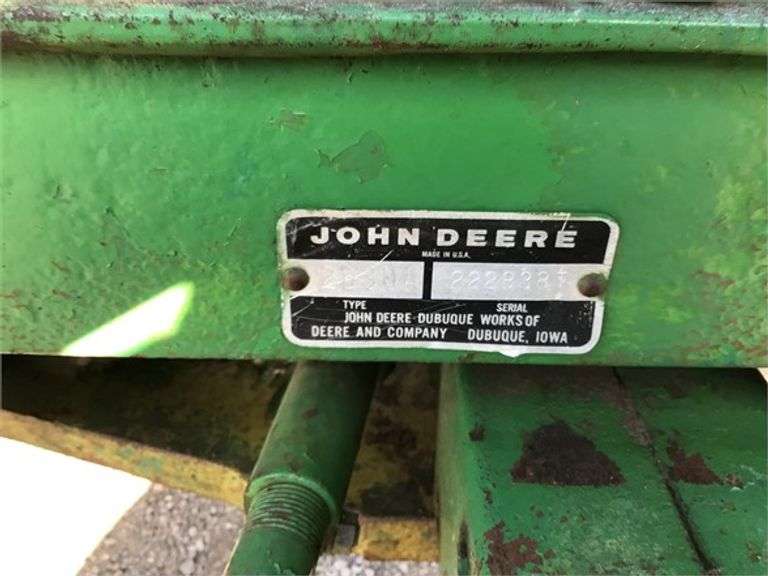 JOHN DEERE
MADE IN U.S.A.
TYPE SERIAL
JOHN DEERE DUBUQUE WORKS OF
DEERE AND COMPANY DUBUQUE, IOWA